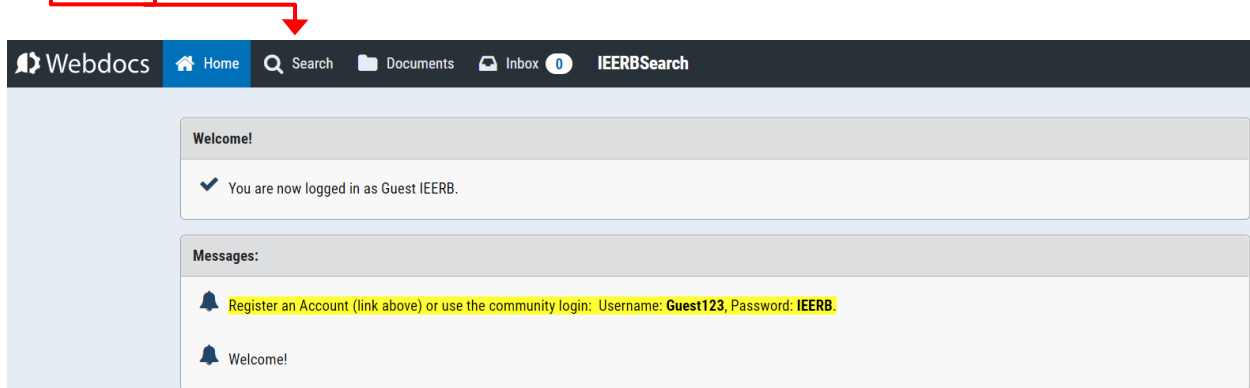 Webdocs Home Search Documents Inbox 0 IEERBSearch
Welcome!
You are now logged in as Guest IEERB.
Messages:
Register an Account (link above) or use the community login: Username: Guest123, Password: IEERB.
Welcome!